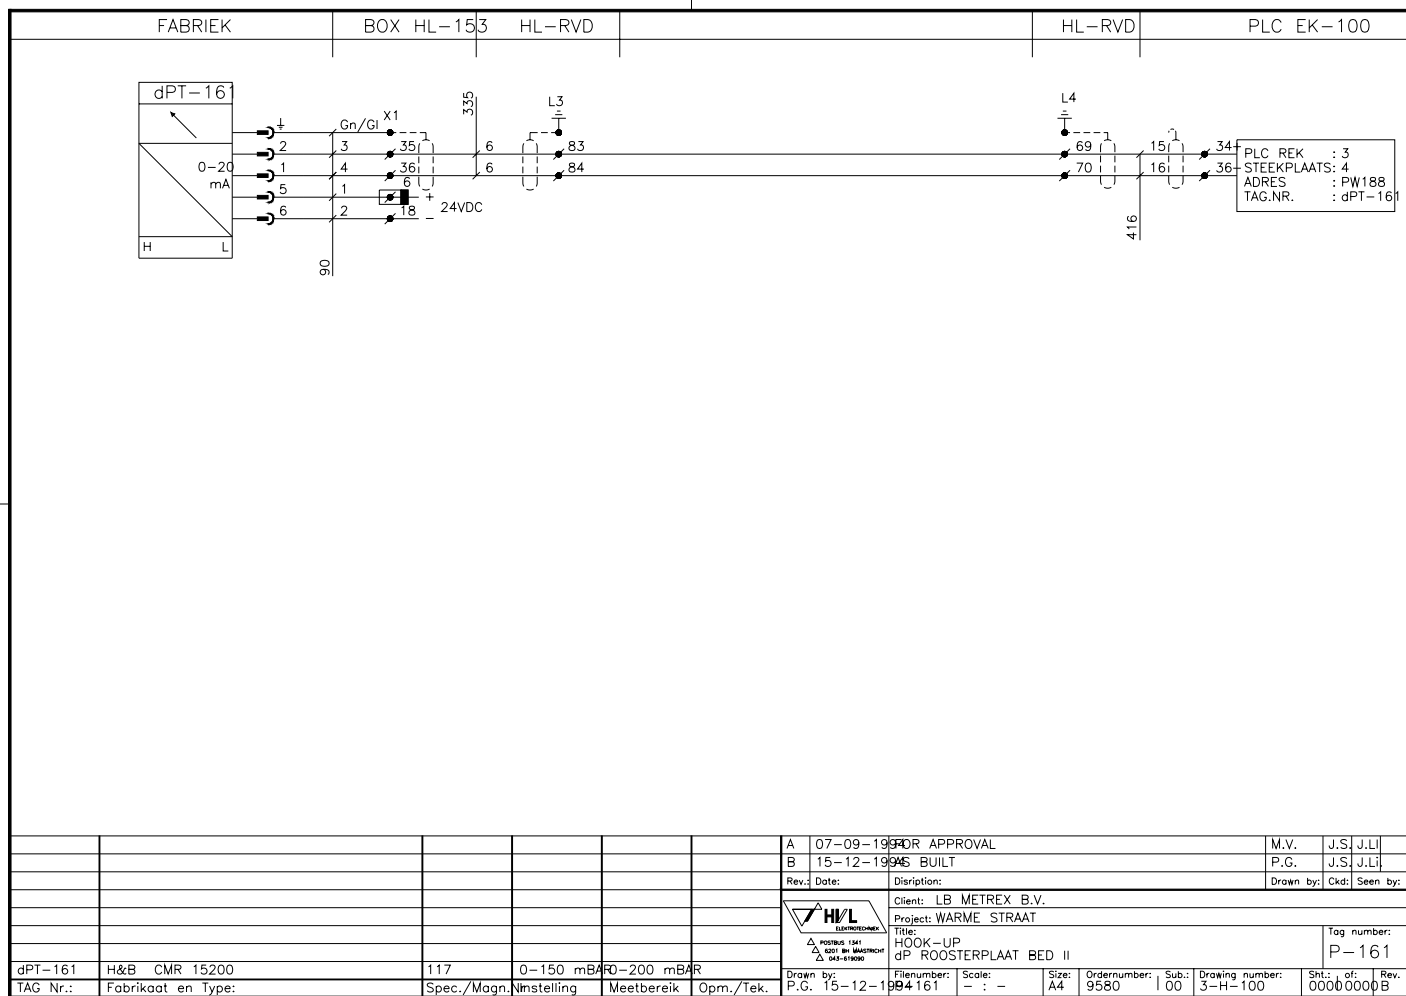 FABRIEK BOX HL-153 HL-RVD HL-RVD PLC EK-100
dPT-161
0-20
mA
H L
2
1
5
6
90
Gn/Gl X1
3 35
4 36
1 6 +
2 18 -
24VDC
335
6
6
L3
83
84
L4
69
70
416
15 34+
16 36-
PLC REK : 3
STEEKPLAATS: 4
ADRES : PW188
TAG.NR. : dPT-161
A 07-09-1994 FOR APPROVAL M.V. J.S. J.Li
B 15-12-1994 AS BUILT P.G. J.S. J.Li.
Rev.: Date: Disription: Drawn by: Ckd: Seen by:
HVL
ELEKTROTECHNIEK
POSTBUS 1341
6201 BH MAASTRICHT
043-619090
Client: LB METREX B.V.
Project: WARME STRAAT
Title:
HOOK-UP
dP ROOSTERPLAAT BED II
Tag number:
P-161
Drawn by: Filenumber: Scale: Size: Ordernumber: Sub.: Drawing number: Sht.: of: Rev.
P.G. 15-12-1994 P-161 - : - A4 9580 00 3-H-100 0000 0000 B
dPT-161 H&B CMR 15200 117 0-150 mBAR 0-200 mBAR
TAG Nr.: Fabrikaat en Type: Spec./Magn.Nr. Instelling Meetbereik Opm./Tek.